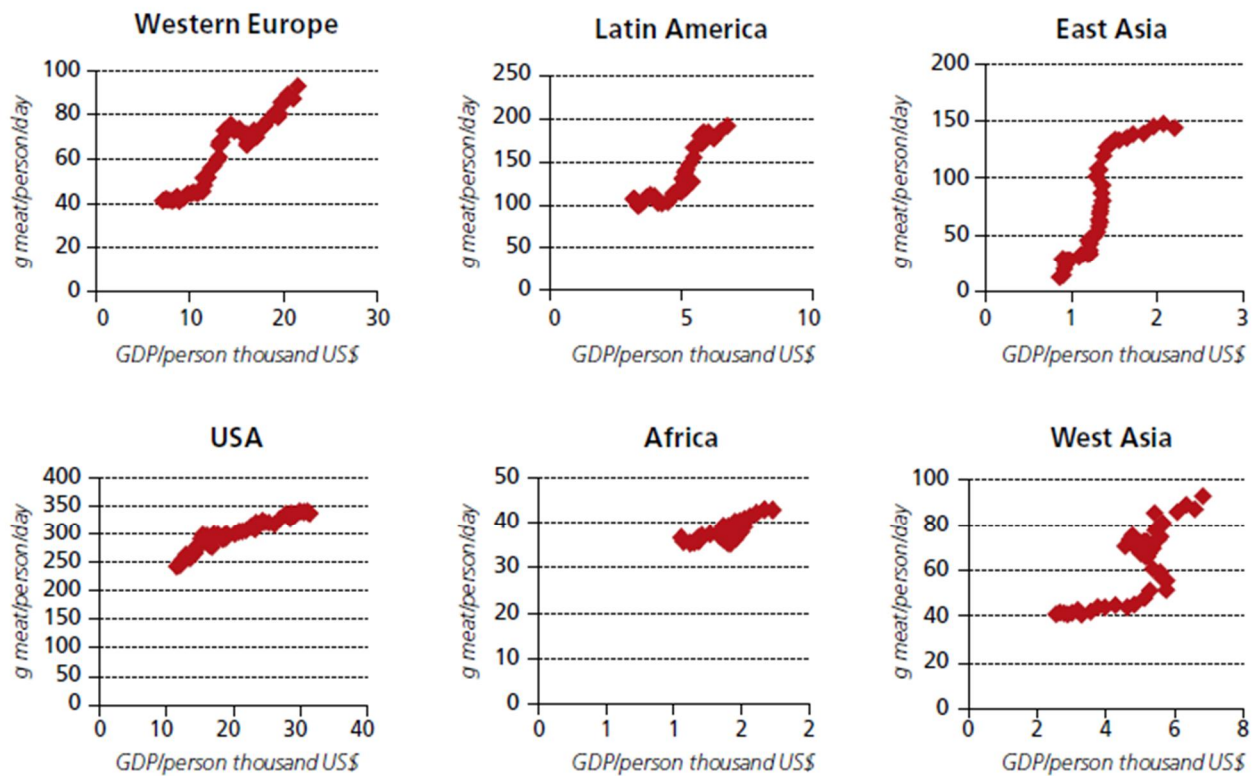 Western Europe
100
80
60
40
20
0
g meat/person/day
0 10 20 30
GDP/person thousand US$
Latin America
250
200
150
100
50
0
g meat/person/day
0 5 10
GDP/person thousand US$
East Asia
200
150
100
50
0
g meat/person/day
0 1 2 3
GDP/person thousand US$
USA
400
350
300
250
200
150
100
50
0
g meat/person/day
0 10 20 30 40
GDP/person thousand US$
Africa
50
40
30
20
10
0
g meat/person/day
0 1 1 2 2
GDP/person thousand US$
West Asia
100
80
60
40
20
0
g meat/person/day
0 2 4 6 8
GDP/person thousand US$